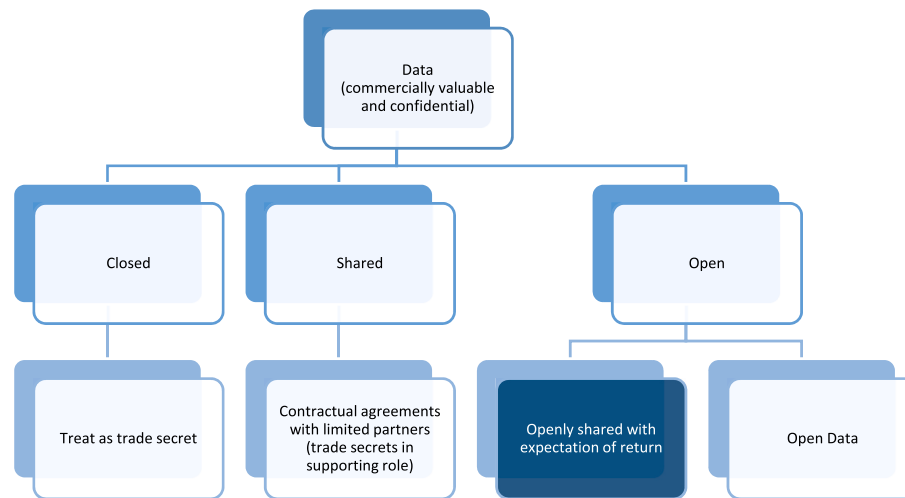 Data
(commercially valuable
and confidential)
Closed
Shared
Open
Treat as trade secret
Contractual agreements
with limited partners
(trade secrets in
supporting role)
Openly shared with
expectation of return
Open Data